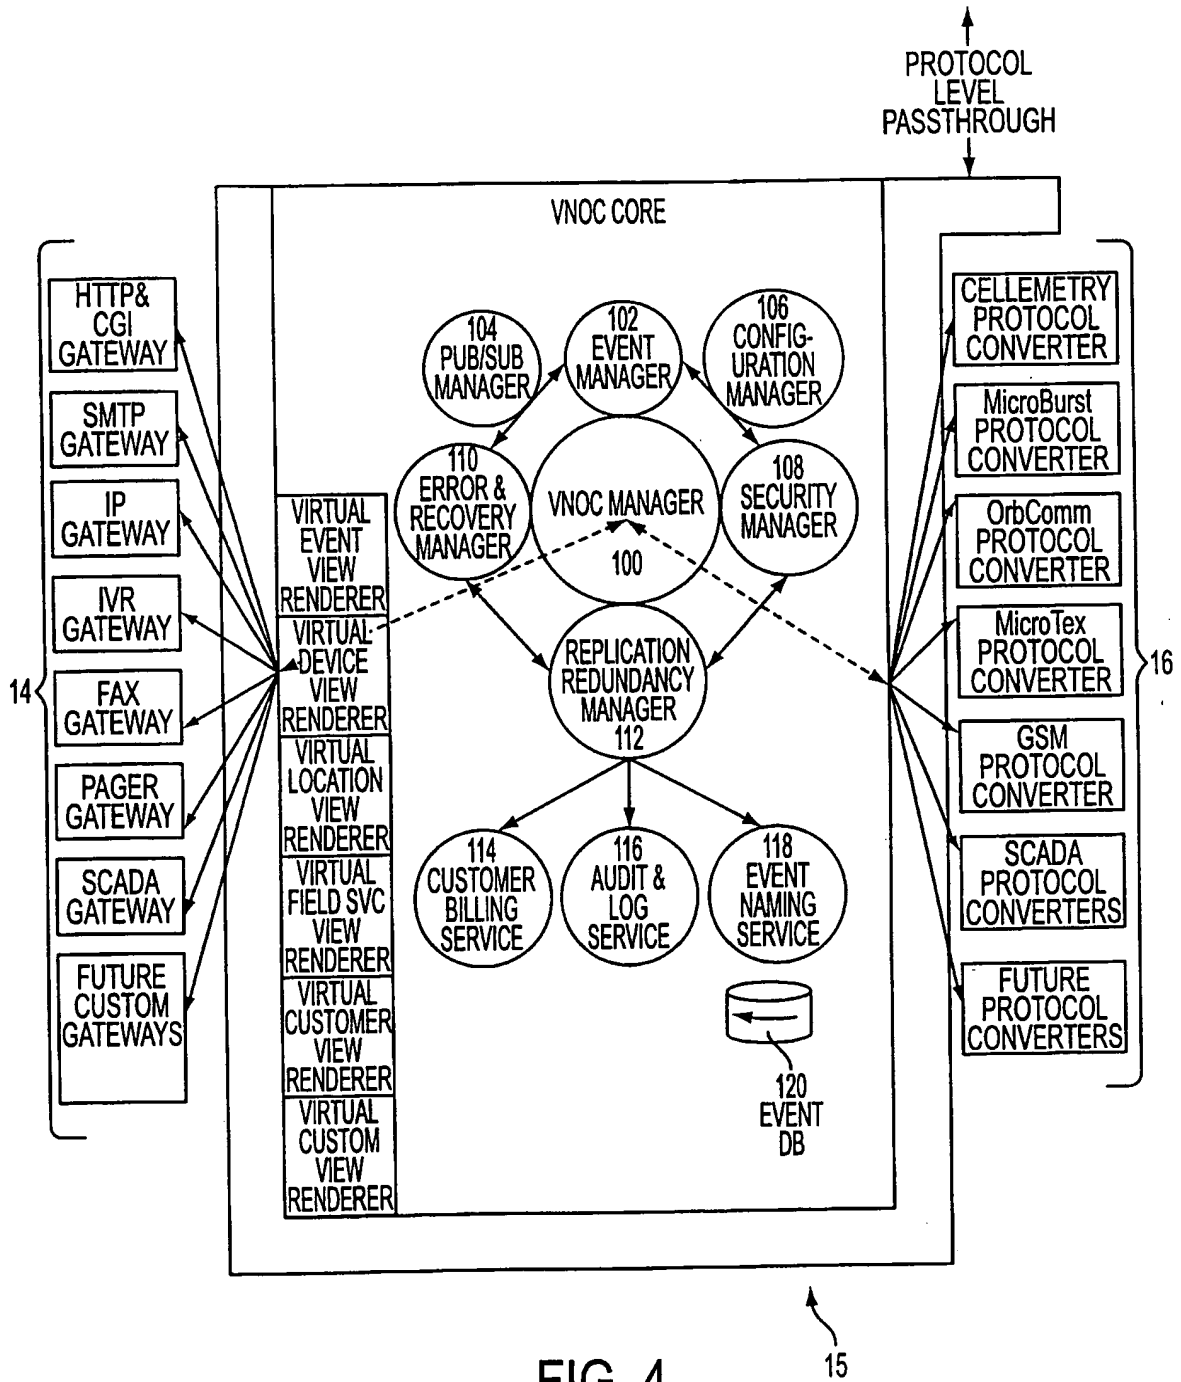 PROTOCOL
LEVEL
PASSTHROUGH
VNOC CORE
14
HTTP&
CGI
GATEWAY
SMTP
GATEWAY
IP
GATEWAY
IVR
GATEWAY
FAX
GATEWAY
PAGER
GATEWAY
SCADA
GATEWAY
FUTURE
CUSTOM
GATEWAYS
VIRTUAL
EVENT
VIEW
RENDERER
VIRTUAL
DEVICE
VIEW
RENDERER
VIRTUAL
LOCATION
VIEW
RENDERER
VIRTUAL
FIELD SVC
VIEW
RENDERER
VIRTUAL
CUSTOMER
VIEW
RENDERER
VIRTUAL
CUSTOM
VIEW
RENDERER
104
PUB/SUB
MANAGER
102
EVENT
MANAGER
106
CONFIG-
URATION
MANAGER
110
ERROR &
RECOVERY
MANAGER
VNOC MANAGER
100
108
SECURITY
MANAGER
REPLICATION
REDUNDANCY
MANAGER
112
114
CUSTOMER
BILLING
SERVICE
116
AUDIT &
LOG
SERVICE
118
EVENT
NAMING
SERVICE
120
EVENT
DB
CELLEMETRY
PROTOCOL
CONVERTER
MicroBurst
PROTOCOL
CONVERTER
OrbComm
PROTOCOL
CONVERTER
MicroTex
PROTOCOL
CONVERTER
GSM
PROTOCOL
CONVERTER
SCADA
PROTOCOL
CONVERTERS
FUTURE
PROTOCOL
CONVERTERS
16
15
FIG. 4